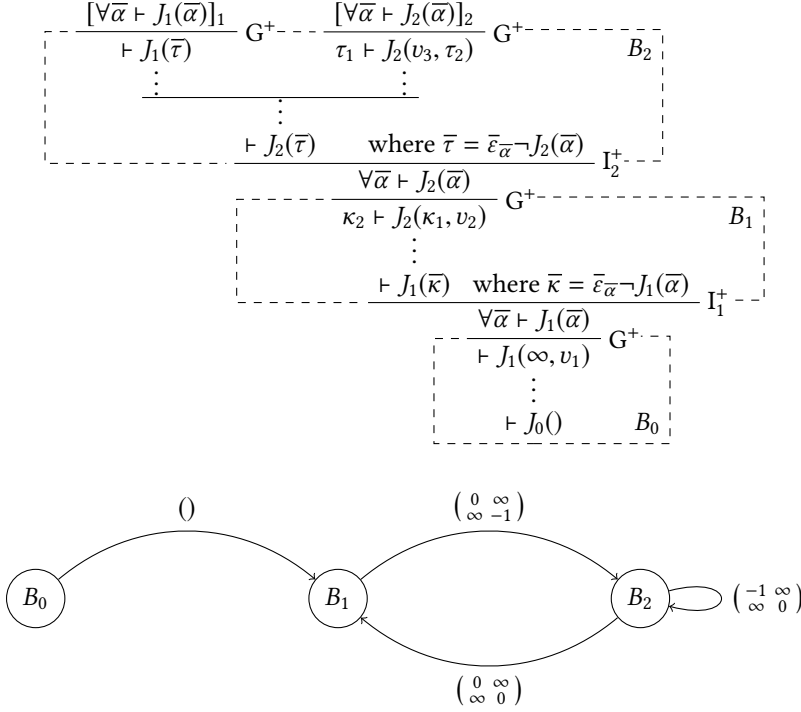 [∀α̅ ⊢ J₁(α̅)]₁ G⁺ [∀α̅ ⊢ J₂(α̅)]₂ G⁺
⊢ J₁(τ̅) τ₁ ⊢ J₂(υ₃, τ₂) B₂
⋮ ⋮
⋮
⊢ J₂(τ̅) where τ̅ = ε̅_α̅¬J₂(α̅) I₂⁺
∀α̅ ⊢ J₂(α̅) G⁺
κ₂ ⊢ J₂(κ₁, υ₂) B₁
⋮
⊢ J₁(κ̅) where κ̅ = ε̅_α̅¬J₁(α̅) I₁⁺
∀α̅ ⊢ J₁(α̅) G⁺
⊢ J₁(∞, υ₁)
⋮
⊢ J₀() B₀
() (0 ∞
∞ −1)
B₀ B₁ B₂ (−1 ∞
∞ 0)
(0 ∞
∞ 0)